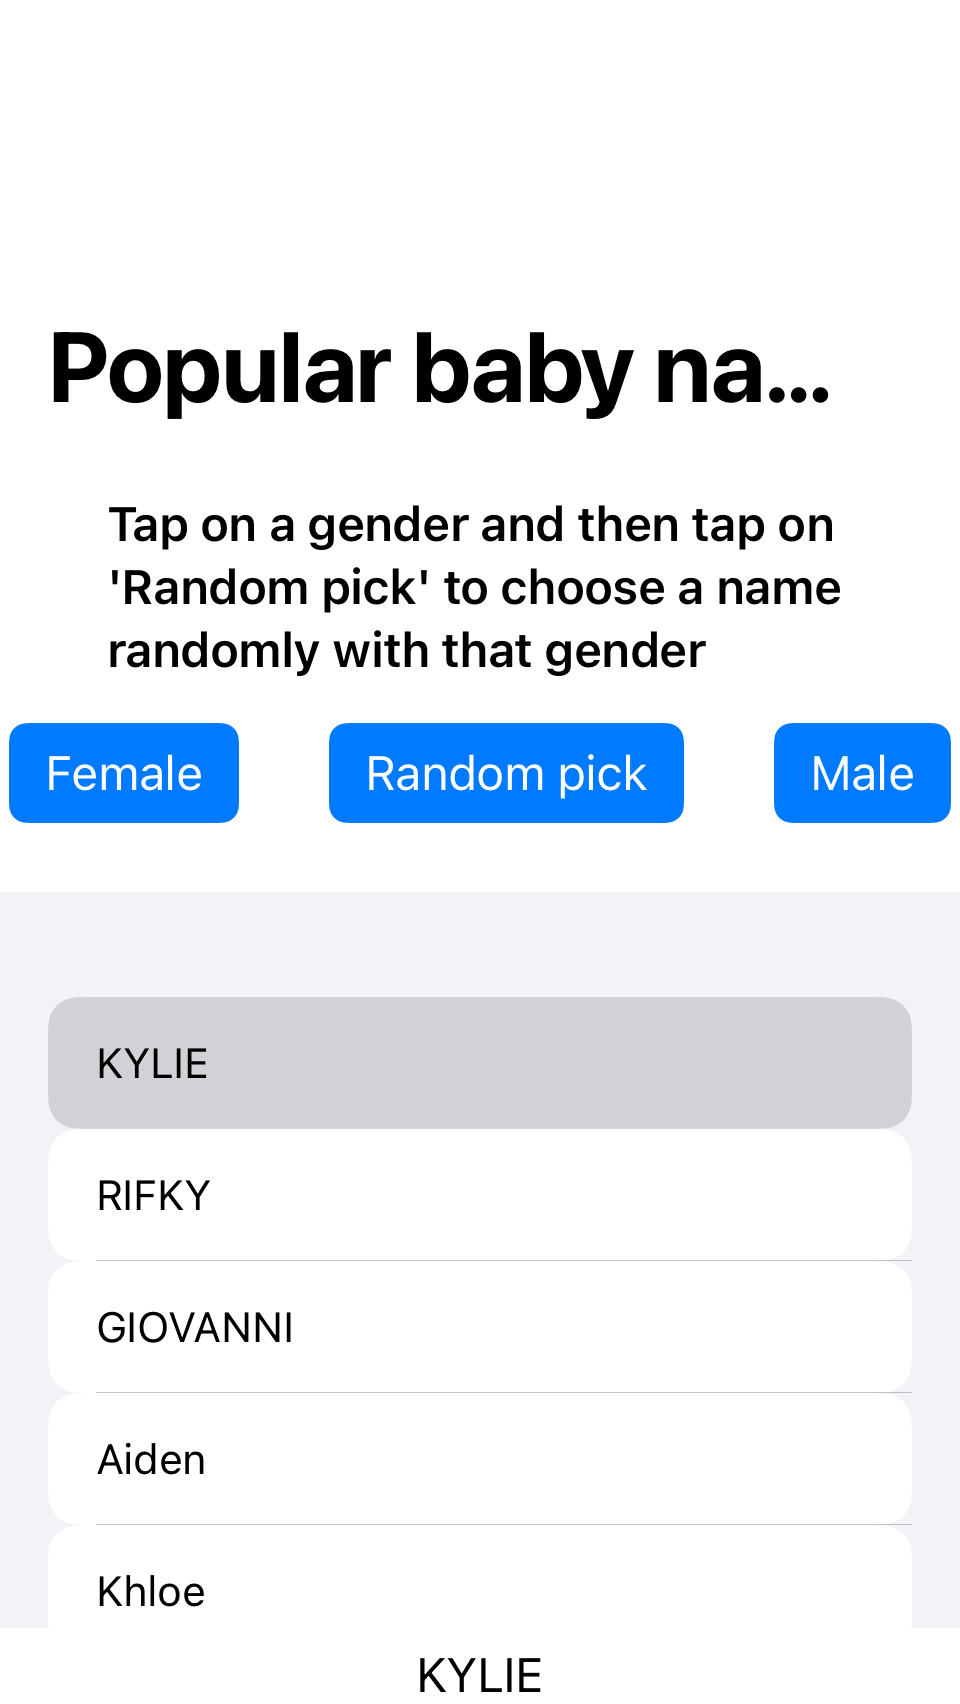 Popular baby na...
Tap on a gender and then tap on
'Random pick' to choose a name
randomly with that gender
Female Random pick Male
KYLIE
RIFKY
GIOVANNI
Aiden
Khloe
KYLIE